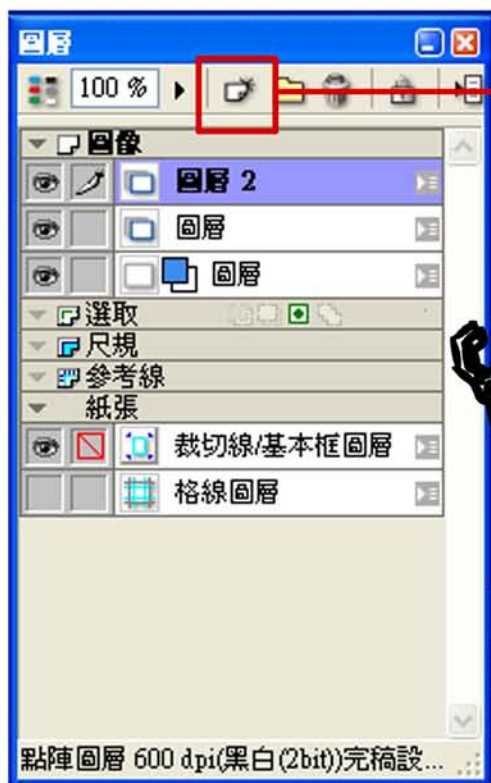 圖層
100 %
圖像
圖層 2
圖層
圖層
選取
尺規
參考線
紙張
裁切線/基本框圖層
格線圖層
點陣圖層 600 dpi(黑白(2bit))完稿設...